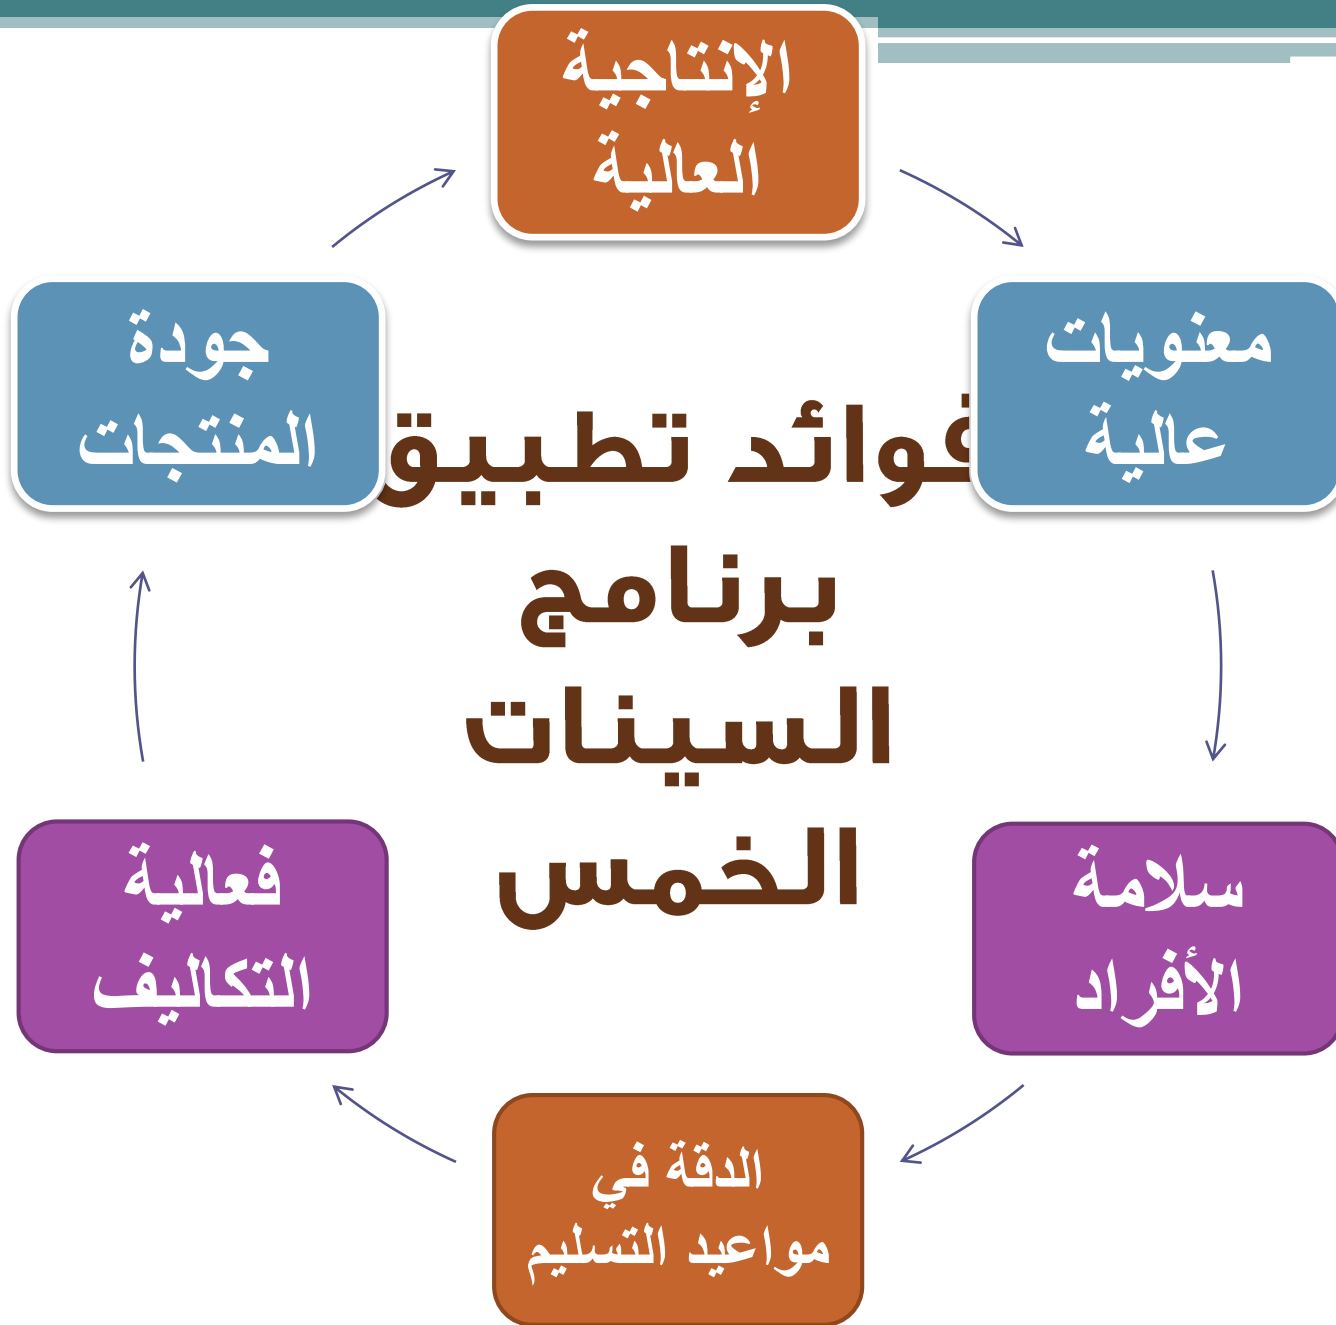 الإنتاجية
العالية
معنويات
عالية
سلامة
الأفراد
الدقة في
مواعيد التسليم
فعالية
التكاليف
جودة
المنتجات
فوائد تطبيق
برنامج
السينات
الخمس